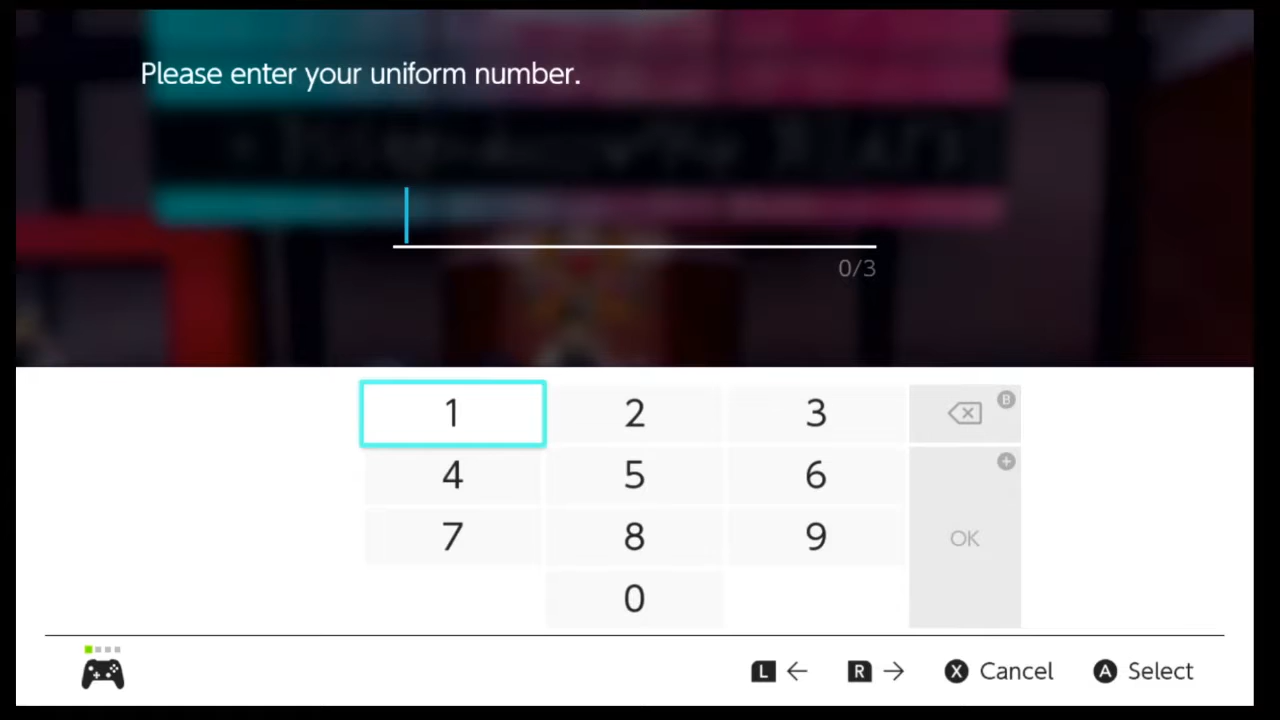 Please enter your uniform number.
0/3
1 2 3 B
4 5 6 +
7 8 9 OK
0
L ← R → X Cancel A Select